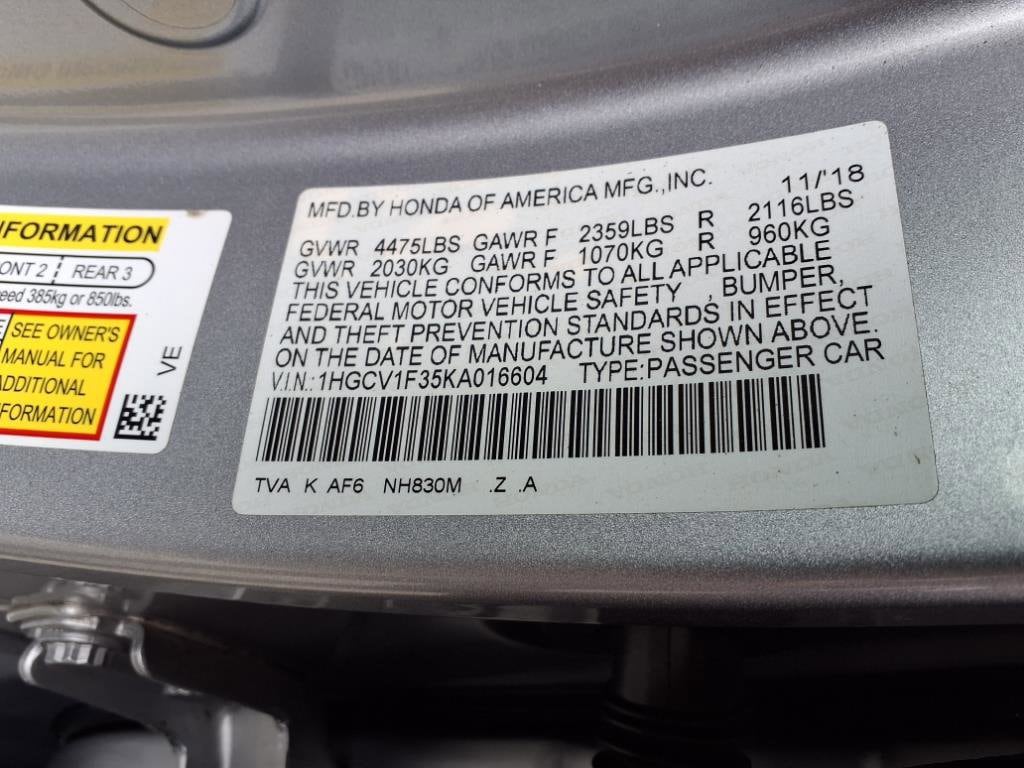 MFD.BY HONDA OF AMERICA MFG.,INC. 11/'18
GVWR 4475LBS GAWR F 2359LBS R 2116LBS
GVWR 2030KG GAWR F 1070KG R 960KG
THIS VEHICLE CONFORMS TO ALL APPLICABLE
FEDERAL MOTOR VEHICLE SAFETY , BUMPER,
AND THEFT PREVENTION STANDARDS IN EFFECT
ON THE DATE OF MANUFACTURE SHOWN ABOVE.
V.I.N.:1HGCV1F35KA016604 TYPE:PASSENGER CAR
TVA K AF6 NH830M .Z .A
NFORMATION
ONT 2 REAR 3
eed 385kg or 850lbs.
SEE OWNER'S
MANUAL FOR
ADDITIONAL
NFORMATION
VE